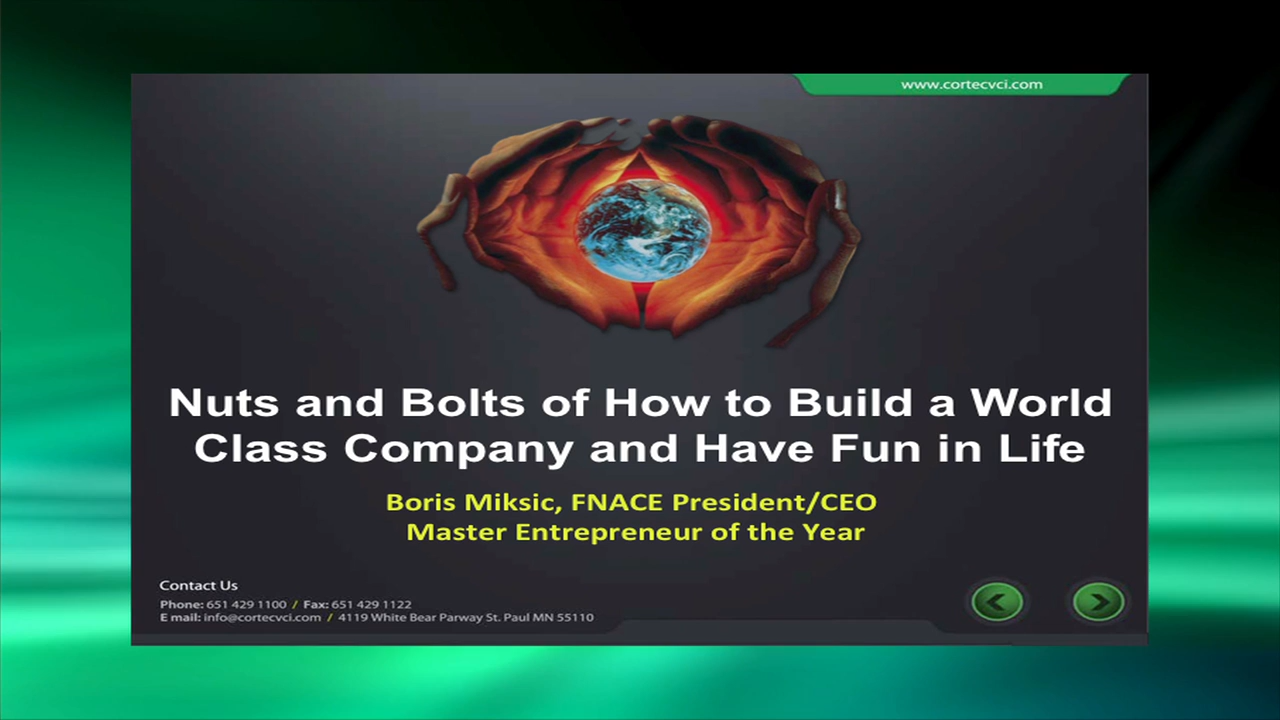 www.cortecvci.com
Nuts and Bolts of How to Build a World
Class Company and Have Fun in Life
Boris Miksic, FNACE President/CEO
Master Entrepreneur of the Year
Contact Us
Phone: 651 429 1100 / Fax: 651 429 1122
E mail: info@cortecvci.com / 4119 White Bear Parway St. Paul MN 55110